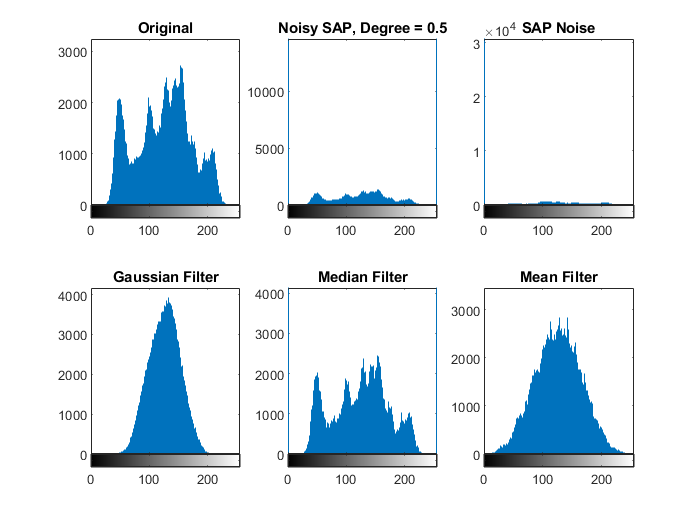 Original
Noisy SAP, Degree = 0.5
×10⁴ SAP Noise
3000
2000
1000
0
0 100 200
10000
5000
0
0 100 200
3
2
1
0
0 100 200
Gaussian Filter
Median Filter
Mean Filter
4000
3000
2000
1000
0
0 100 200
4000
3000
2000
1000
0
0 100 200
3000
2000
1000
0
0 100 200